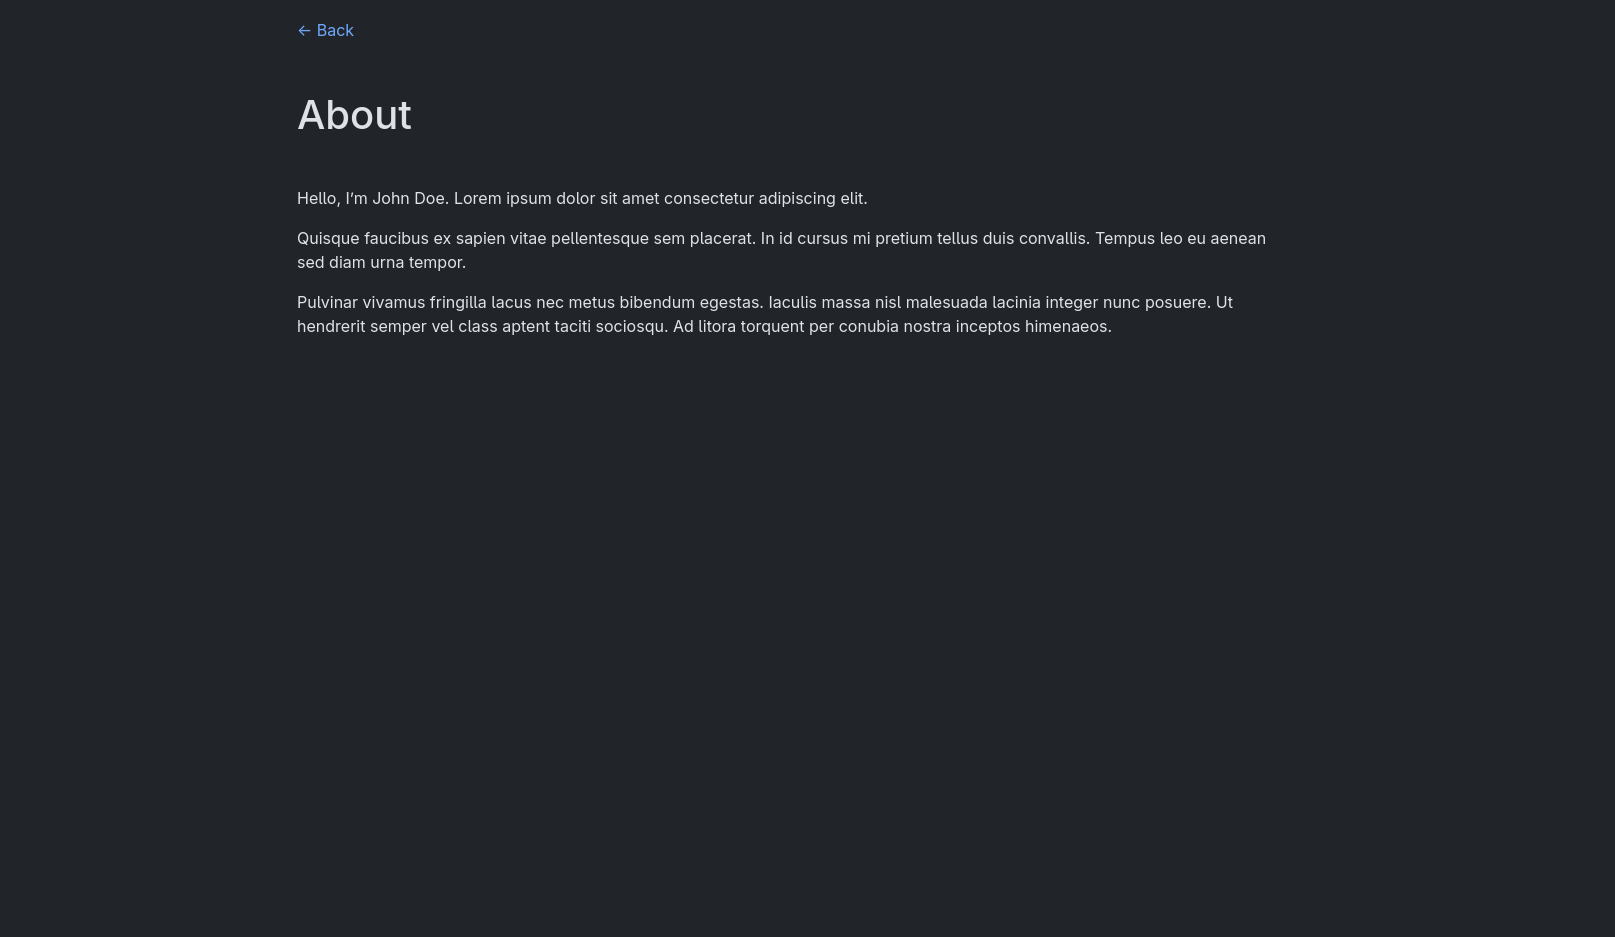 ← Back
About
Hello, I’m John Doe. Lorem ipsum dolor sit amet consectetur adipiscing elit.
Quisque faucibus ex sapien vitae pellentesque sem placerat. In id cursus mi pretium tellus duis convallis. Tempus leo eu aenean
sed diam urna tempor.
Pulvinar vivamus fringilla lacus nec metus bibendum egestas. Iaculis massa nisl malesuada lacinia integer nunc posuere. Ut
hendrerit semper vel class aptent taciti sociosqu. Ad litora torquent per conubia nostra inceptos himenaeos.